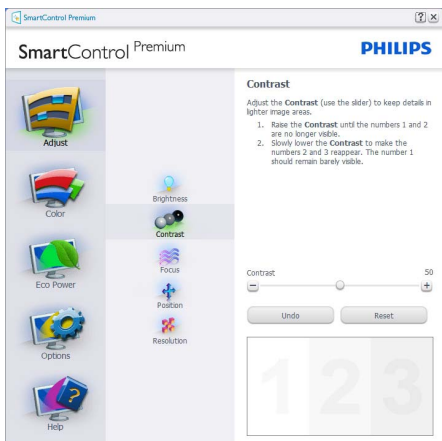 SmartControl Premium
SmartControl Premium
PHILIPS
Adjust
Color
Eco Power
Options
Help
Brightness
Contrast
Focus
Position
Resolution
Contrast
Adjust the Contrast (use the slider) to keep details in
lighter image areas.
1. Raise the Contrast until the numbers 1 and 2
are no longer visible.
2. Slowly lower the Contrast to make the
numbers 2 and 3 reappear. The number 1
should remain barely visible.
Contrast 50
Undo Reset
1 2 3